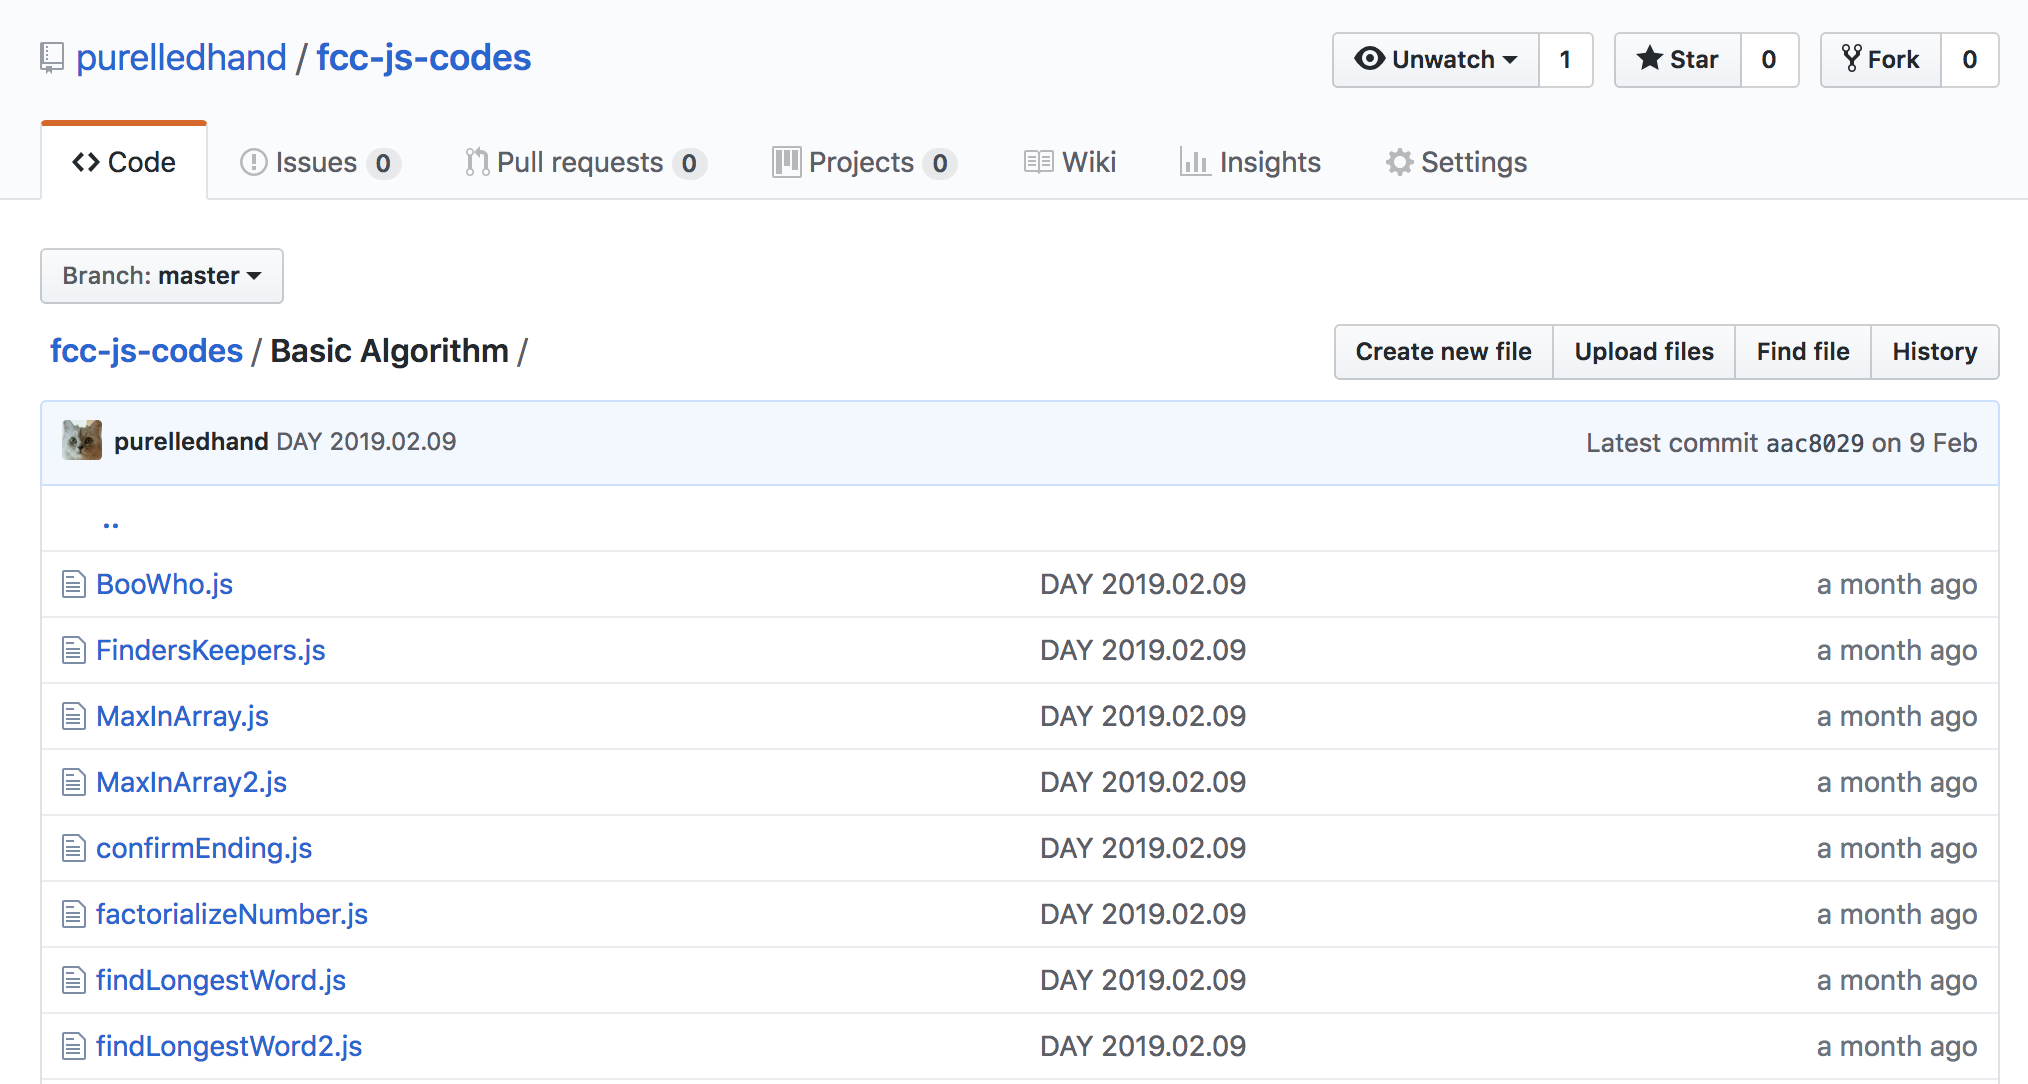 purelledhand / fcc-js-codes
Unwatch 1 Star 0 Fork 0
Code Issues 0 Pull requests 0 Projects 0 Wiki Insights Settings
Branch: master
fcc-js-codes / Basic Algorithm /
Create new file Upload files Find file History
purelledhand DAY 2019.02.09 Latest commit aac8029 on 9 Feb
..
BooWho.js DAY 2019.02.09 a month ago
FindersKeepers.js DAY 2019.02.09 a month ago
MaxInArray.js DAY 2019.02.09 a month ago
MaxInArray2.js DAY 2019.02.09 a month ago
confirmEnding.js DAY 2019.02.09 a month ago
factorializeNumber.js DAY 2019.02.09 a month ago
findLongestWord.js DAY 2019.02.09 a month ago
findLongestWord2.js DAY 2019.02.09 a month ago